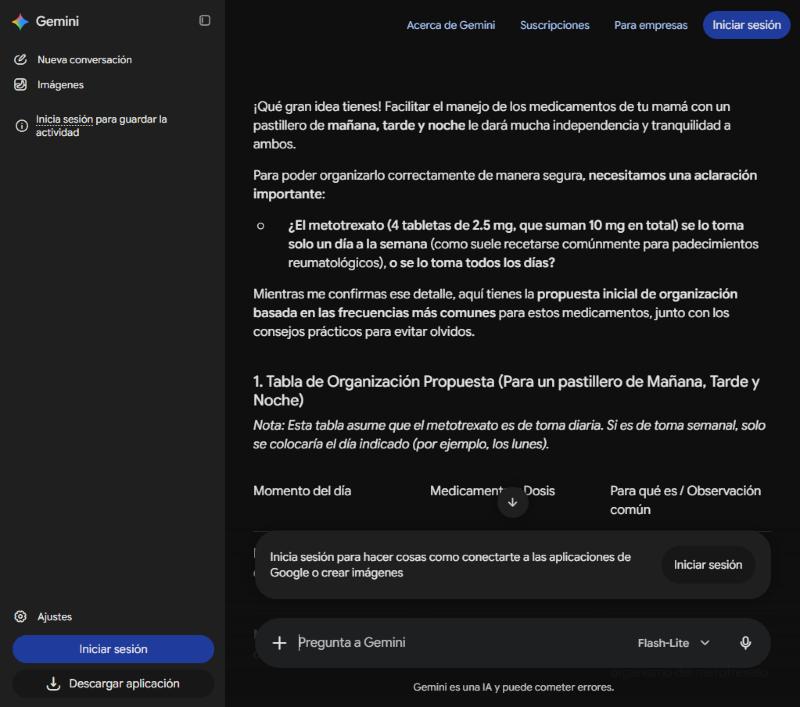 Gemini
Acerca de Gemini
Suscripciones
Para empresas
Iniciar sesión
Nueva conversación
Imágenes
Inicia sesión para guardar la
actividad
¡Qué gran idea tienes! Facilitar el manejo de los medicamentos de tu mamá con un
pastillero de mañana, tarde y noche le dará mucha independencia y tranquilidad a
ambos.
Para poder organizarlo correctamente de manera segura, necesitamos una aclaración
importante:
¿El metotrexato (4 tabletas de 2.5 mg, que suman 10 mg en total) se lo toma
solo un día a la semana (como suele recetarse comúnmente para padecimientos
reumatológicos), o se lo toma todos los días?
Mientras me confirmas ese detalle, aquí tienes la propuesta inicial de organización
basada en las frecuencias más comunes para estos medicamentos, junto con los
consejos prácticos para evitar olvidos.
1. Tabla de Organización Propuesta (Para un pastillero de Mañana, Tarde y
Noche)
Nota: Esta tabla asume que el metotrexato es de toma diaria. Si es de toma semanal, solo
se colocaría el día indicado (por ejemplo, los lunes).
Momento del día
Dosis
Para qué es / Observación
común
Inicia sesión para hacer cosas como conectarte a las aplicaciones de
Google o crear imágenes
Iniciar sesión
Pregunta a Gemini
Flash-Lite
Gemini es una IA y puede cometer errores.
Ajustes
Iniciar sesión
Descargar aplicación